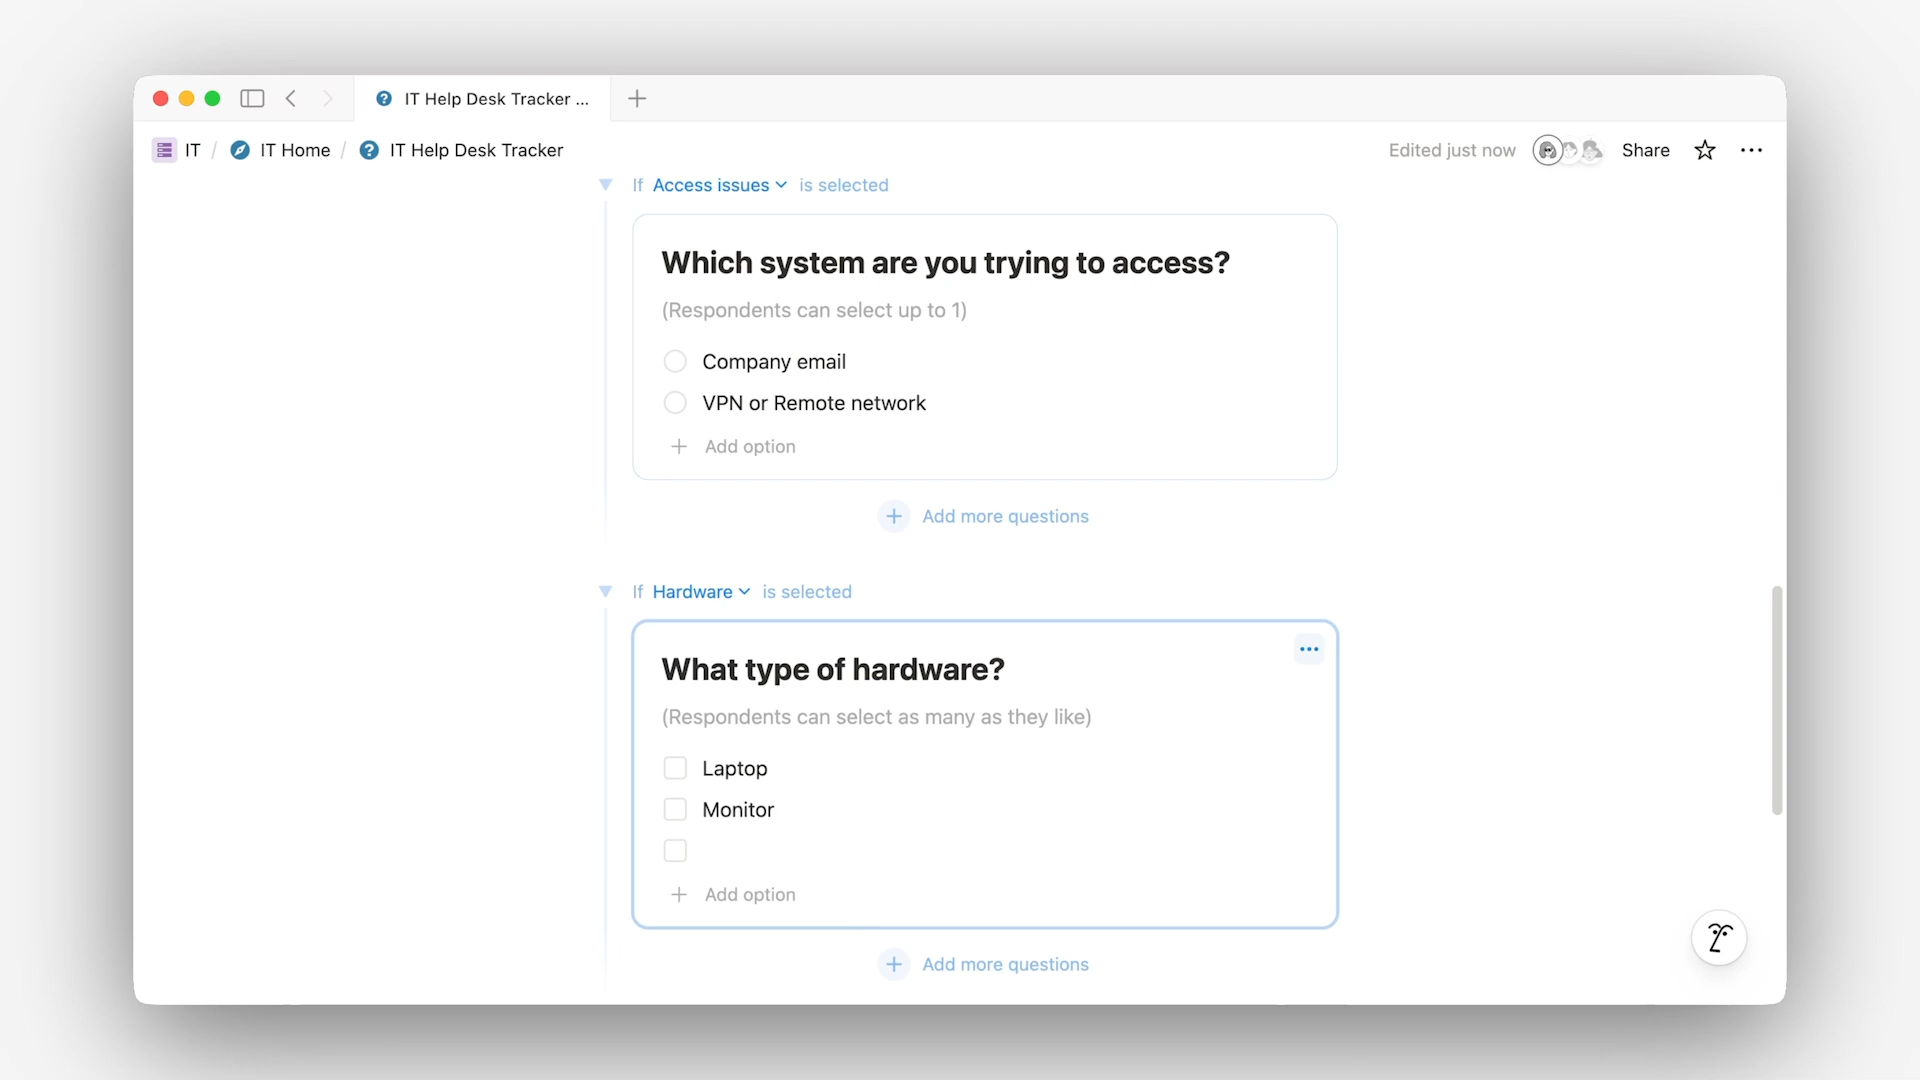 IT Help Desk Tracker ...
IT / IT Home / IT Help Desk Tracker
Edited just now
Share
If Access issues is selected
Which system are you trying to access?
(Respondents can select up to 1)
Company email
VPN or Remote network
Add option
Add more questions
If Hardware is selected
What type of hardware?
(Respondents can select as many as they like)
Laptop
Monitor
Add option
Add more questions